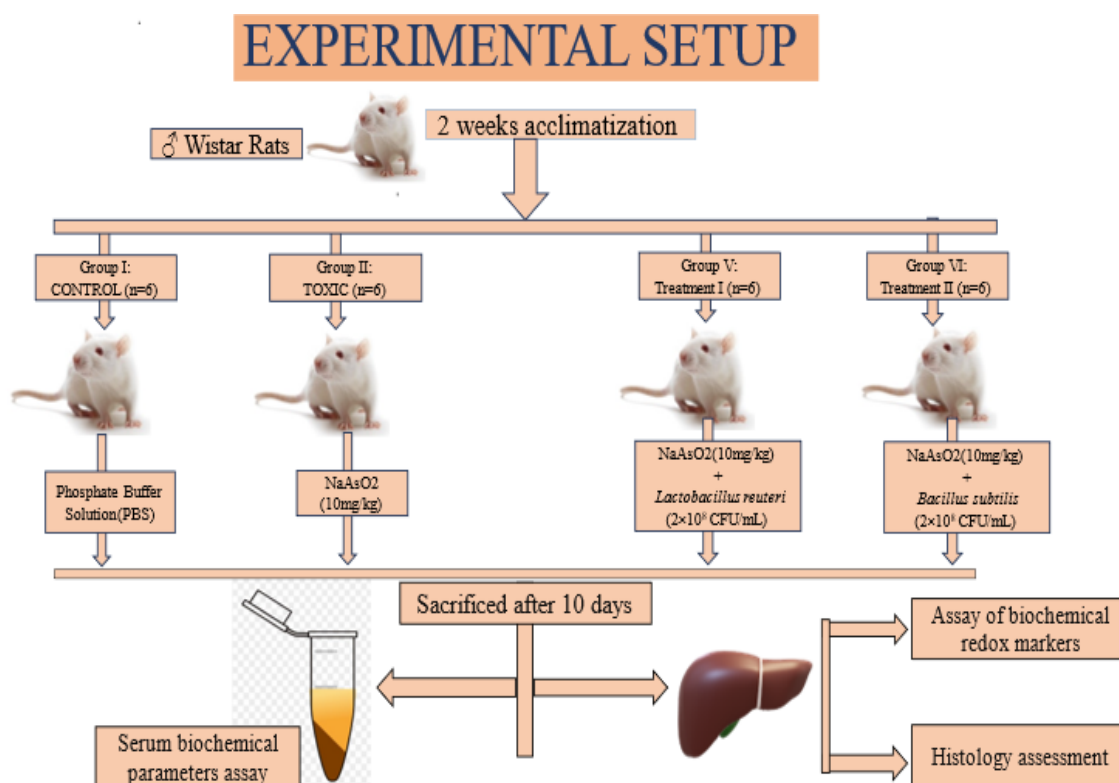 EXPERIMENTAL SETUP
♂ Wistar Rats
2 weeks acclimatization
Group I:
CONTROL (n=6)
Group II:
TOXIC (n=6)
Group V:
Treatment I (n=6)
Group VI:
Treatment II (n=6)
Phosphate Buffer
Solution(PBS)
NaAsO2
(10mg/kg)
NaAsO2(10mg/kg)
+
Lactobacillus reuteri
(2×10⁸ CFU/mL)
NaAsO2(10mg/kg)
+
Bacillus subtilis
(2×10⁸ CFU/mL)
Sacrificed after 10 days
Serum biochemical
parameters assay
Assay of biochemical
redox markers
Histology assessment